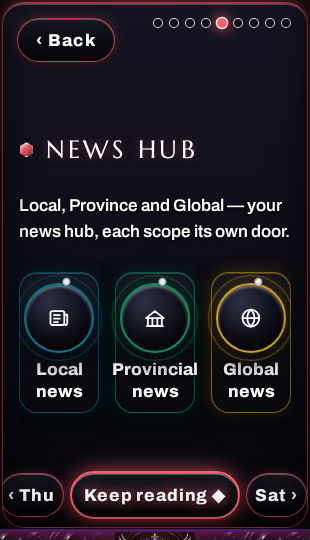 ‹ Back
NEWS HUB
Local, Province and Global — your
news hub, each scope its own door.
Local
news
Provincial
news
Global
news
‹ Thu
Keep reading ◆
Sat ›